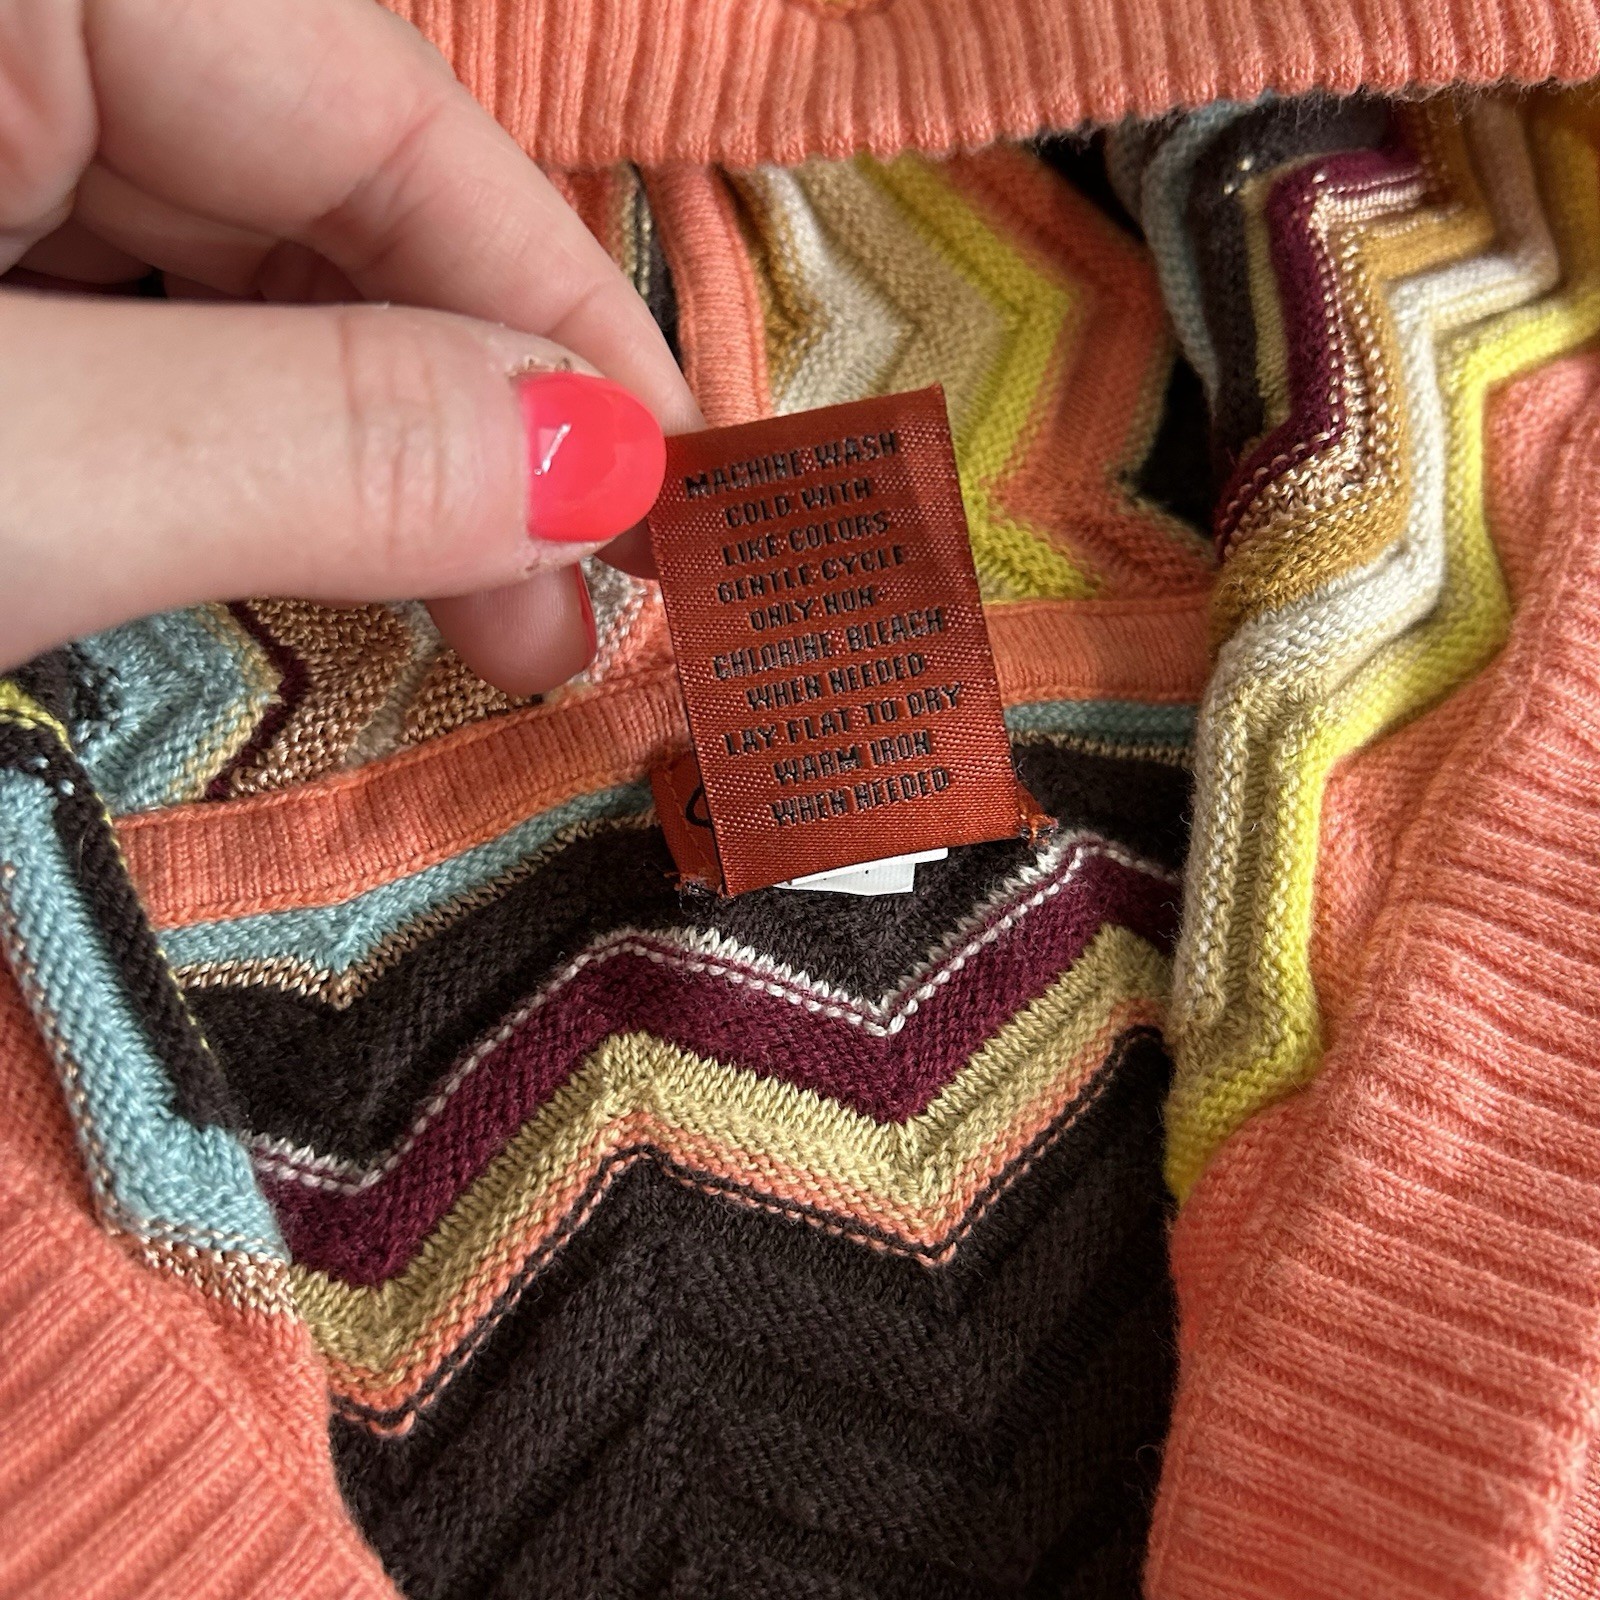 MACHINE WASH
COLD WITH
LIKE COLORS
GENTLE CYCLE
ONLY NON-
CHLORINE BLEACH
WHEN NEEDED
LAY FLAT TO DRY
WARM IRON
WHEN NEEDED